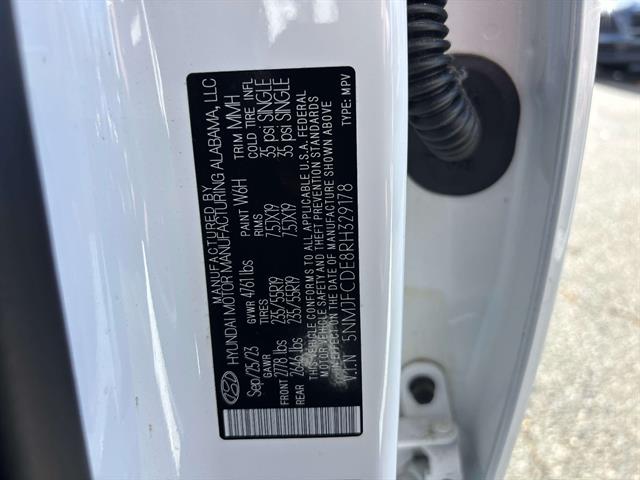 MANUFACTURED BY
HYUNDAI MOTOR MANUFACTURING ALABAMA, LLC
Sep/25/23 GVWR 4761 lbs PAINT W6H TRIM MMH
GAWR RIMS COLD TIRE INFL
FRONT 2778 lbs 235/55R19 7.5JX19 35 psi SINGLE
REAR 2646 lbs 235/55R19 7.5JX19 35 psi SINGLE
THIS VEHICLE CONFORMS TO ALL APPLICABLE U.S.A. FEDERAL
MOTOR VEHICLE SAFETY, BUMPER, AND THEFT PREVENTION STANDARDS
IN EFFECT ON THE DATE OF MANUFACTURE SHOWN ABOVE
V.I.N 5NMJFCDE8RH329178 TYPE: MPV